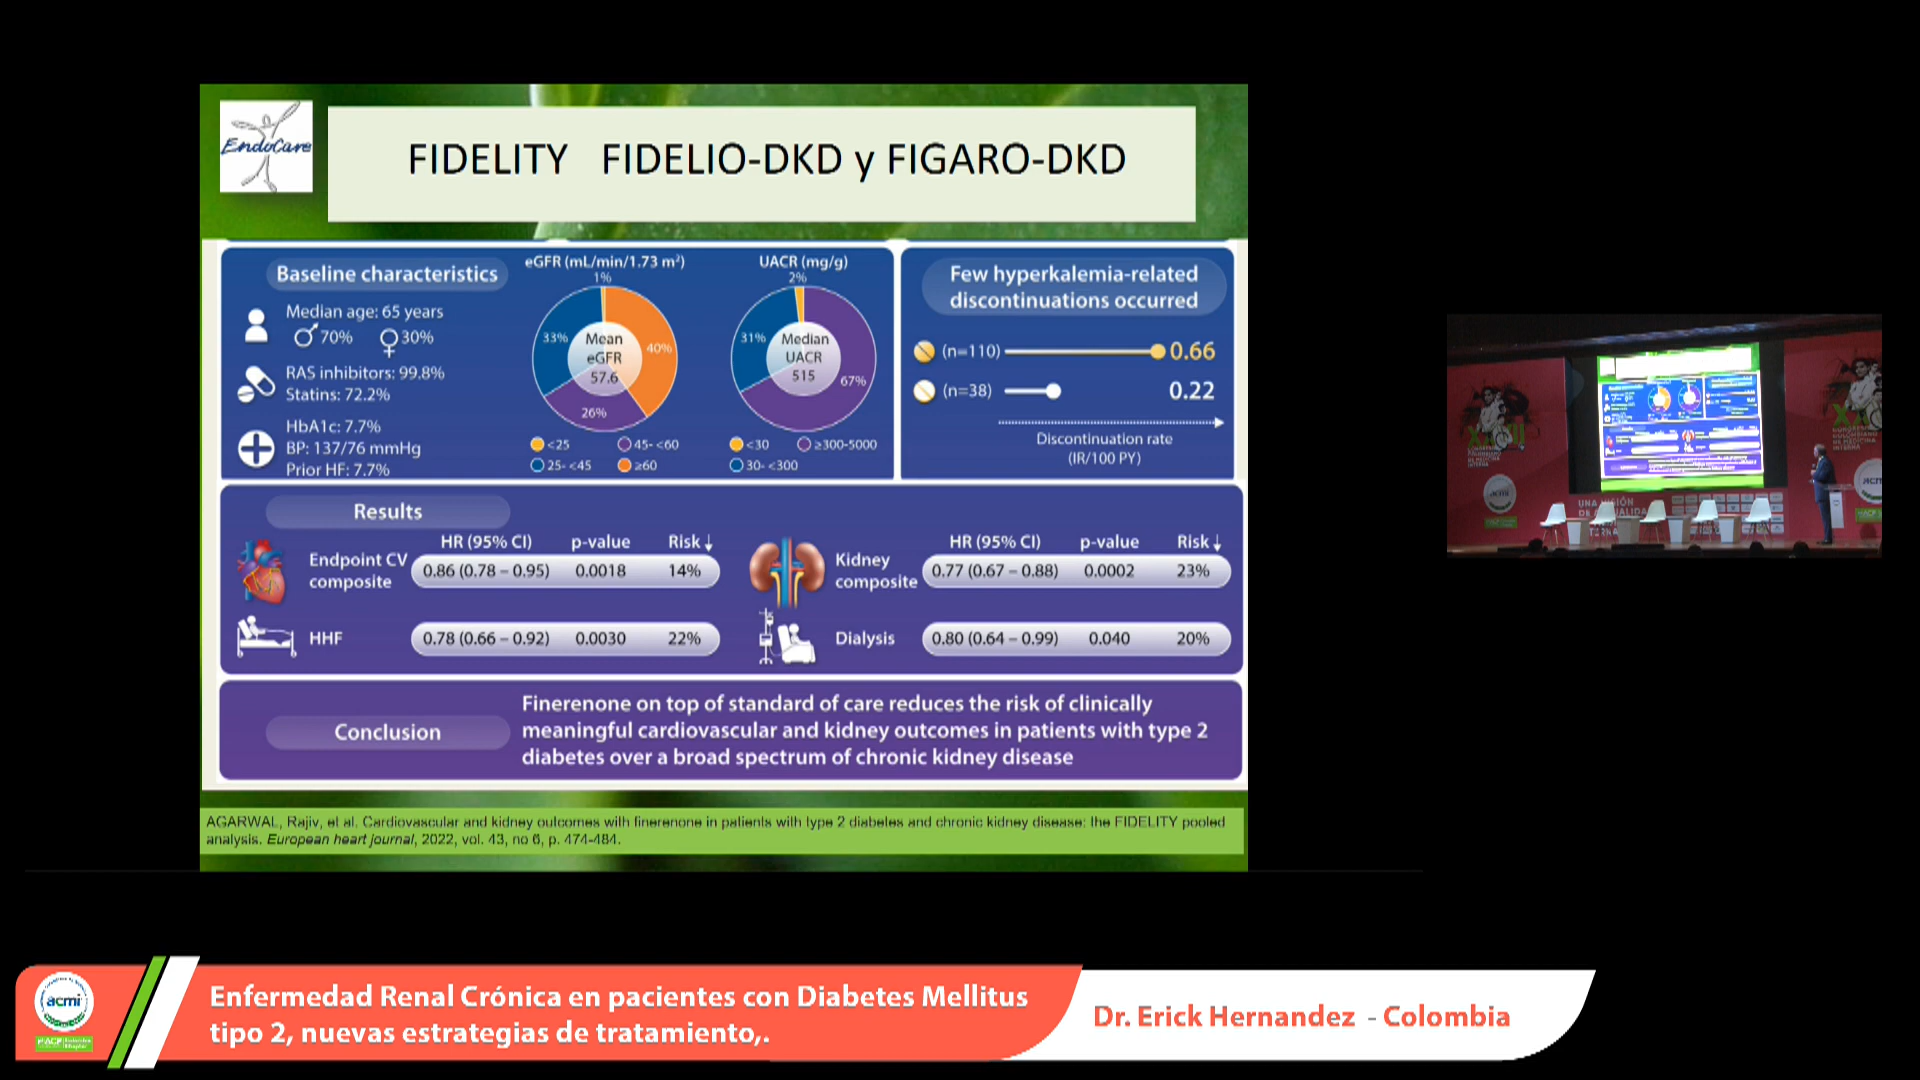 EndoCare
FIDELITY FIDELIO-DKD y FIGARO-DKD
Baseline characteristics
Median age: 65 years
70% 30%
RAS inhibitors: 99.8%
Statins: 72.2%
HbA1c: 7.7%
BP: 137/76 mmHg
Prior HF: 7.7%
eGFR (mL/min/1.73 m²)
1%
33%
40%
26%
Mean
eGFR
57.6
<25 45-<60
25-<45 ≥60
UACR (mg/g)
2%
31%
67%
Median
UACR
515
<30 ≥300-5000
30-<300
Few hyperkalemia-related
discontinuations occurred
(n=110) 0.66
(n=38) 0.22
Discontinuation rate
(IR/100 PY)
Results
HR (95% CI) p-value Risk↓
Endpoint CV
composite
0.86 (0.78 – 0.95) 0.0018 14%
HHF 0.78 (0.66 – 0.92) 0.0030 22%
HR (95% CI) p-value Risk↓
Kidney
composite
0.77 (0.67 – 0.88) 0.0002 23%
Dialysis 0.80 (0.64 – 0.99) 0.040 20%
Conclusion
Finerenone on top of standard of care reduces the risk of clinically
meaningful cardiovascular and kidney outcomes in patients with type 2
diabetes over a broad spectrum of chronic kidney disease
AGARWAL, Rajiv, et al. Cardiovascular and kidney outcomes with finerenone in patients with type 2 diabetes and chronic kidney disease: the FIDELITY pooled
analysis. European heart journal, 2022, vol. 43, no 6, p. 474-484.
acmi
Enfermedad Renal Crónica en pacientes con Diabetes Mellitus
tipo 2, nuevas estrategias de tratamiento,.
Dr. Erick Hernandez - Colombia